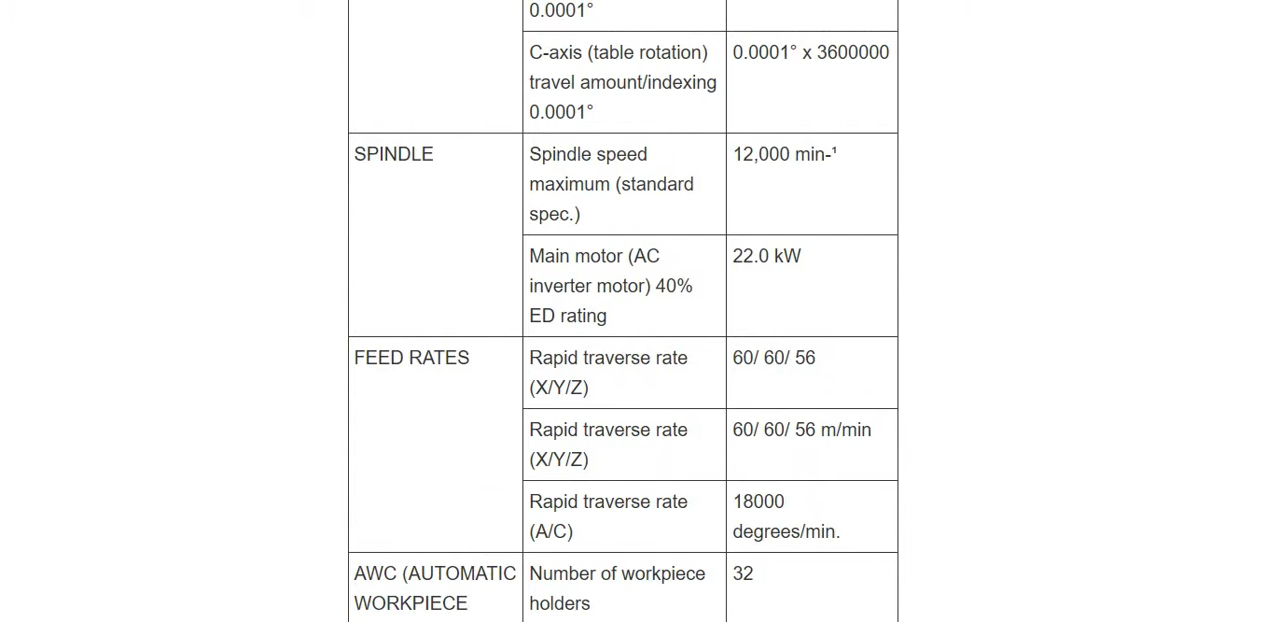 0.0001°
C-axis (table rotation) 0.0001° x 3600000
travel amount/indexing
0.0001°
SPINDLE Spindle speed 12,000 min-¹
maximum (standard
spec.)
Main motor (AC 22.0 kW
inverter motor) 40%
ED rating
FEED RATES Rapid traverse rate 60/ 60/ 56
(X/Y/Z)
Rapid traverse rate 60/ 60/ 56 m/min
(X/Y/Z)
Rapid traverse rate 18000
(A/C) degrees/min.
AWC (AUTOMATIC Number of workpiece 32
WORKPIECE holders